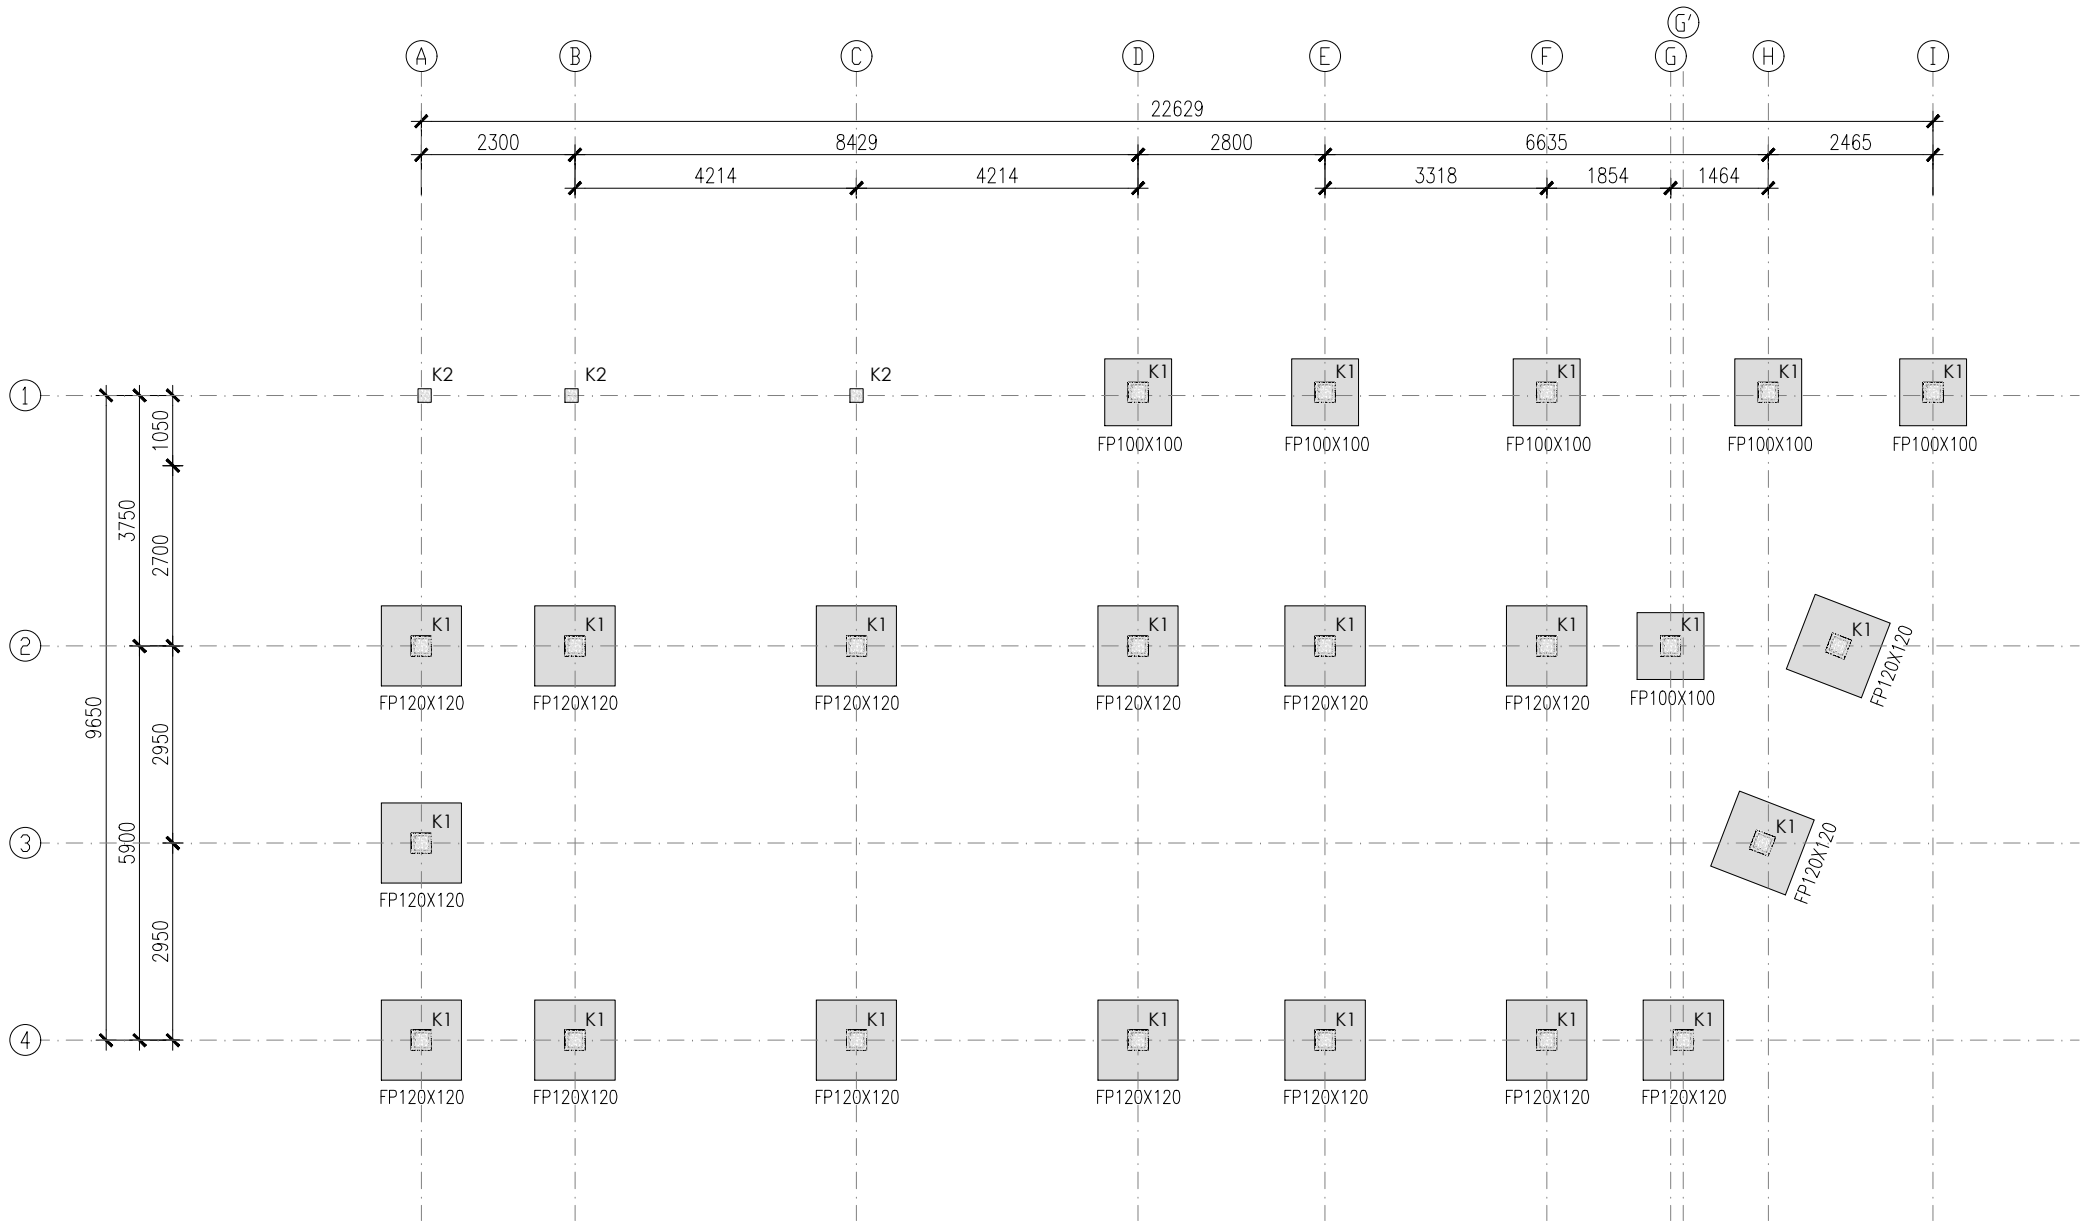 G'
A B C D E F G H I
22629
2300 8429 2800 6635 2465
4214 4214 3318 1854 1464
K2 K2 K2 K1 K1 K1 K1 K1
1
1050
FP100X100 FP100X100 FP100X100 FP100X100 FP100X100
3750
2700
K1 K1 K1 K1 K1 K1 K1 K1
2
FP120X120 FP120X120 FP120X120 FP120X120 FP120X120 FP120X120 FP100X100 FP120X120
9650
2950
K1 K1
3
5900
FP120X120 FP120X120
2950
K1 K1 K1 K1 K1 K1 K1
4
FP120X120 FP120X120 FP120X120 FP120X120 FP120X120 FP120X120 FP120X120